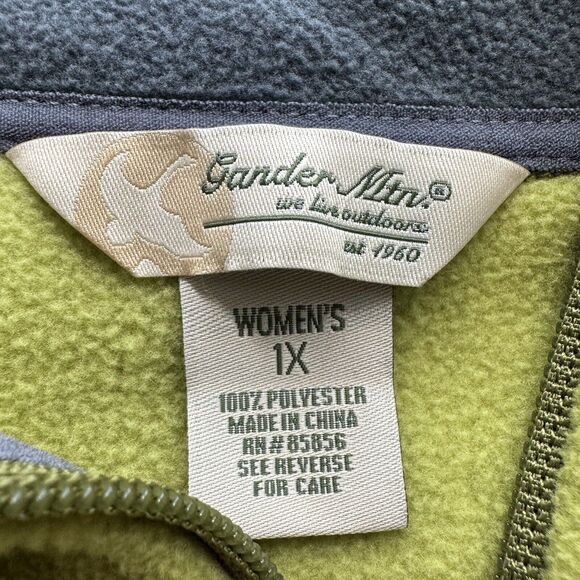 Gander Mtn.®
we live outdoors®
est 1960
WOMEN'S
1X
100% POLYESTER
MADE IN CHINA
RN# 85856
SEE REVERSE
FOR CARE